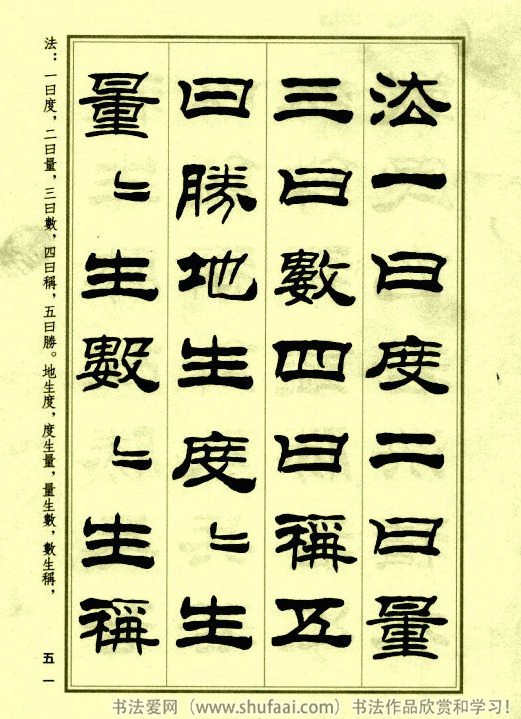 法一曰度二曰量
三曰數四曰稱五
曰勝地生度〻生
量〻生數〻生稱
法：一曰度，二曰量，三曰數，四曰稱，五曰勝。地生度，度生量，量生數，數生稱，
五一
书法爱网（www.shufaai.com）书法作品欣赏和学习！